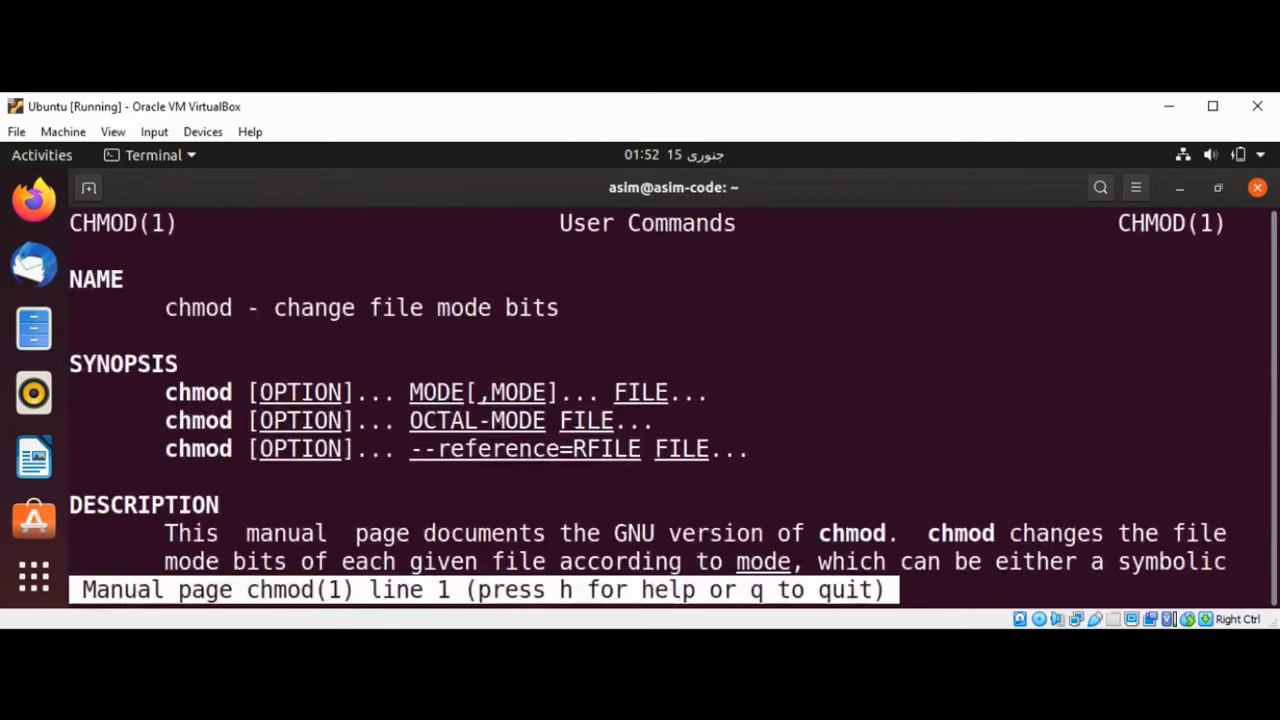 Ubuntu [Running] - Oracle VM VirtualBox
File Machine View Input Devices Help
Activities Terminal 01:52 15 جنوری
asim@asim-code: ~
CHMOD(1) User Commands CHMOD(1)
NAME
chmod - change file mode bits
SYNOPSIS
chmod [OPTION]... MODE[,MODE]... FILE...
chmod [OPTION]... OCTAL-MODE FILE...
chmod [OPTION]... --reference=RFILE FILE...
DESCRIPTION
This manual page documents the GNU version of chmod. chmod changes the file
mode bits of each given file according to mode, which can be either a symbolic
Manual page chmod(1) line 1 (press h for help or q to quit)
Right Ctrl